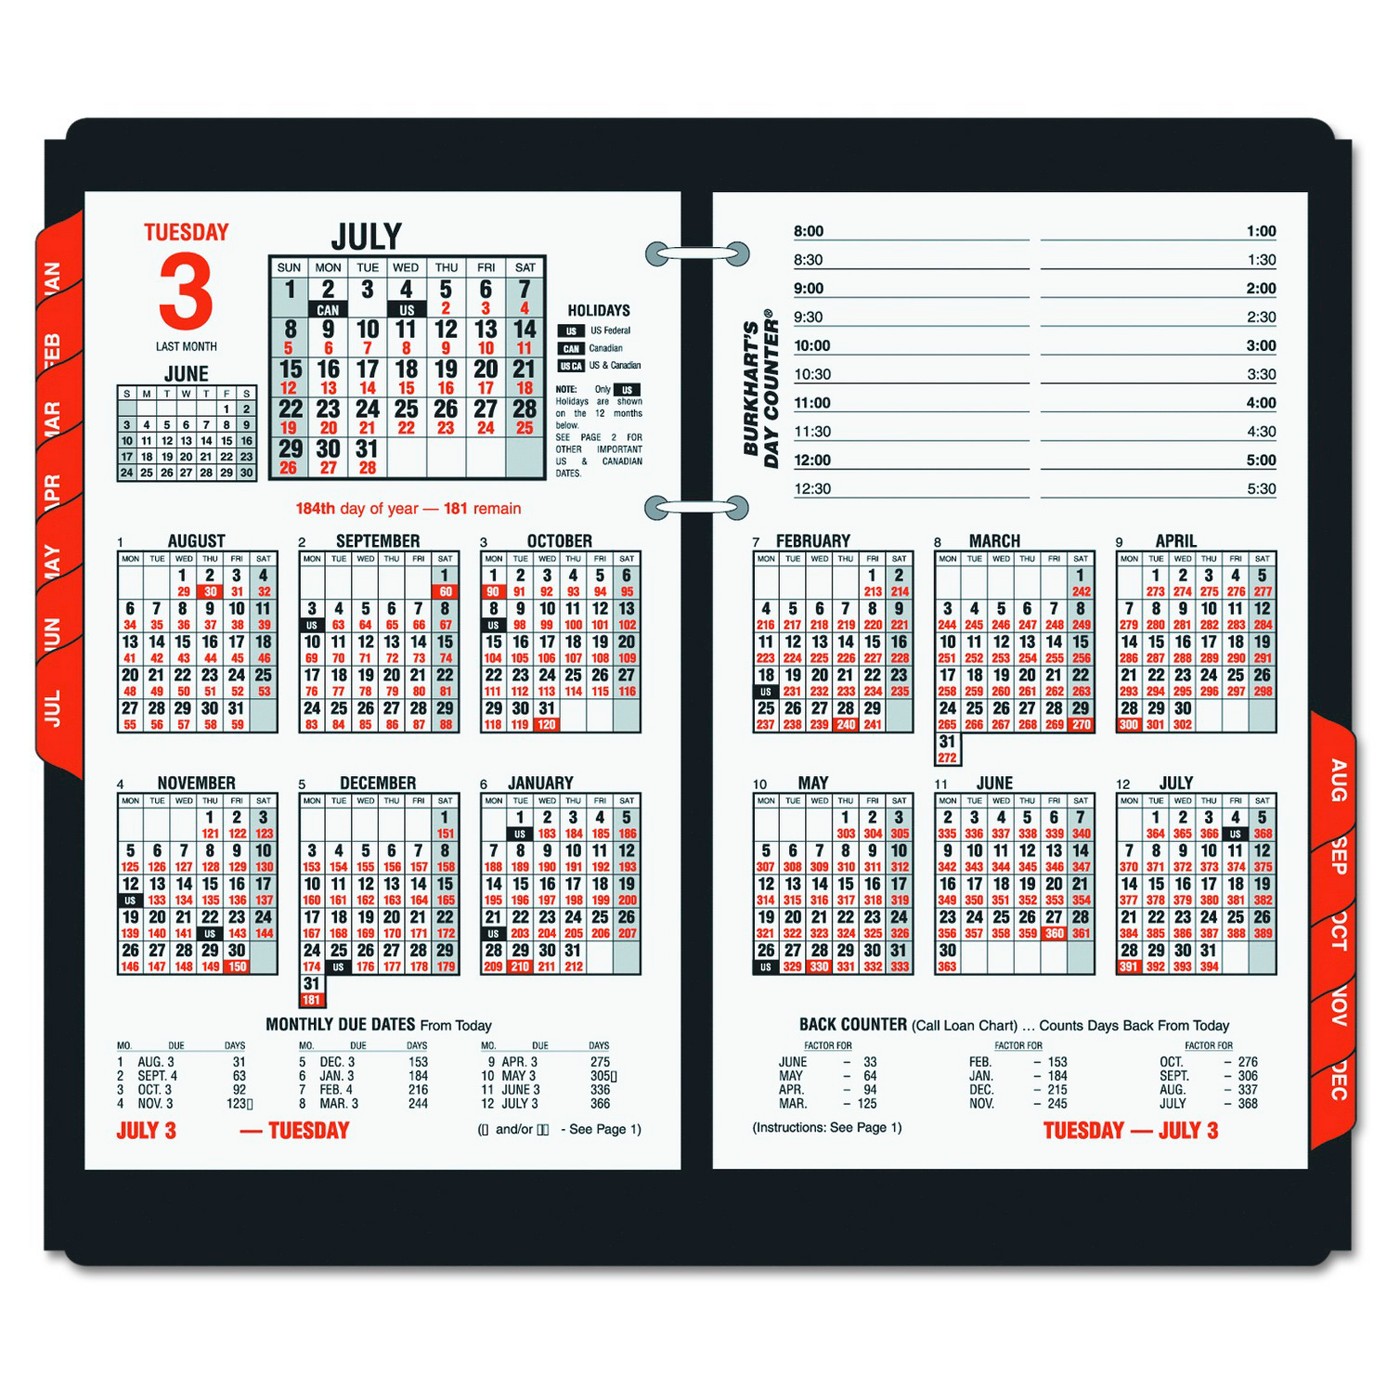 TUESDAY
3
LAST MONTH
JUNE
S M T W T F S
1 2
3 4 5 6 7 8 9
10 11 12 13 14 15 16
17 18 19 20 21 22 23
24 25 26 27 28 29 30
JULY
SUN MON TUE WED THU FRI SAT
1 2 3 4 5 6 7
CAN US 2 3 4
8 9 10 11 12 13 14
5 6 7 8 9 10 11
15 16 17 18 19 20 21
12 13 14 15 16 17 18
22 23 24 25 26 27 28
19 20 21 22 23 24 25
29 30 31
26 27 28
HOLIDAYS
US US Federal
CAN Canadian
US CA US & Canadian
NOTE: Only US
Holidays are shown
on the 12 months
below.
SEE PAGE 2 FOR
OTHER IMPORTANT
US & CANADIAN
DATES.
184th day of year — 181 remain
1 AUGUST
MON TUE WED THU FRI SAT
1 2 3 4
29 30 31 32
6 7 8 9 10 11
34 35 36 37 38 39
13 14 15 16 17 18
41 42 43 44 45 46
20 21 22 23 24 25
48 49 50 51 52 53
27 28 29 30 31
55 56 57 58 59
2 SEPTEMBER
MON TUE WED THU FRI SAT
1
60
3 4 5 6 7 8
US 63 64 65 66 67
10 11 12 13 14 15
69 70 71 72 73 74
17 18 19 20 21 22
76 77 78 79 80 81
24 25 26 27 28 29
83 84 85 86 87 88
3 OCTOBER
MON TUE WED THU FRI SAT
1 2 3 4 5 6
90 91 92 93 94 95
8 9 10 11 12 13
US 98 99 100 101 102
15 16 17 18 19 20
104 105 106 107 108 109
22 23 24 25 26 27
111 112 113 114 115 116
29 30 31
118 119 120
4 NOVEMBER
MON TUE WED THU FRI SAT
1 2 3
121 122 123
5 6 7 8 9 10
125 126 127 128 129 130
12 13 14 15 16 17
US 133 134 135 136 137
19 20 21 22 23 24
139 140 141 US 143 144
26 27 28 29 30
146 147 148 149 150
5 DECEMBER
MON TUE WED THU FRI SAT
1
151
3 4 5 6 7 8
153 154 155 156 157 158
10 11 12 13 14 15
160 161 162 163 164 165
17 18 19 20 21 22
167 168 169 170 171 172
24 25 26 27 28 29
174 US 176 177 178 179
31
181
6 JANUARY
MON TUE WED THU FRI SAT
1 2 3 4 5
US 183 184 185 186
7 8 9 10 11 12
188 189 190 191 192 193
14 15 16 17 18 19
195 196 197 198 199 200
21 22 23 24 25 26
US 203 204 205 206 207
28 29 30 31
209 210 211 212
MONTHLY DUE DATES From Today
MO. DUE DAYS MO. DUE DAYS MO. DUE DAYS
1 AUG. 3 31 5 DEC. 3 153 9 APR. 3 275
2 SEPT. 4 63 6 JAN. 3 184 10 MAY 3 305▯
3 OCT. 3 92 7 FEB. 4 216 11 JUNE 3 336
4 NOV. 3 123▯ 8 MAR. 3 244 12 JULY 3 366
JULY 3 — TUESDAY (▯ and/or ▯▯ - See Page 1)
BURKHART'S
DAY COUNTER®
8:00 1:00
8:30 1:30
9:00 2:00
9:30 2:30
10:00 3:00
10:30 3:30
11:00 4:00
11:30 4:30
12:00 5:00
12:30 5:30
7 FEBRUARY
MON TUE WED THU FRI SAT
1 2
213 214
4 5 6 7 8 9
216 217 218 219 220 221
11 12 13 14 15 16
223 224 225 226 227 228
18 19 20 21 22 23
US 231 232 233 234 235
25 26 27 28 29
237 238 239 240 241
8 MARCH
MON TUE WED THU FRI SAT
1
242
3 4 5 6 7 8
244 245 246 247 248 249
10 11 12 13 14 15
251 252 253 254 255 256
17 18 19 20 21 22
258 259 260 261 262 263
24 25 26 27 28 29
265 266 267 268 269 270
31
272
9 APRIL
MON TUE WED THU FRI SAT
1 2 3 4 5
273 274 275 276 277
7 8 9 10 11 12
279 280 281 282 283 284
14 15 16 17 18 19
286 287 288 289 290 291
21 22 23 24 25 26
293 294 295 296 297 298
28 29 30
300 301 302
10 MAY
MON TUE WED THU FRI SAT
1 2 3
303 304 305
5 6 7 8 9 10
307 308 309 310 311 312
12 13 14 15 16 17
314 315 316 317 318 319
19 20 21 22 23 24
321 322 323 324 325 326
26 27 28 29 30 31
US 329 330 331 332 333
11 JUNE
MON TUE WED THU FRI SAT
2 3 4 5 6 7
335 336 337 338 339 340
9 10 11 12 13 14
342 343 344 345 346 347
16 17 18 19 20 21
349 350 351 352 353 354
23 24 25 26 27 28
356 357 358 359 360 361
30
363
12 JULY
MON TUE WED THU FRI SAT
1 2 3 4 5
364 365 366 US 368
7 8 9 10 11 12
370 371 372 373 374 375
14 15 16 17 18 19
377 378 379 380 381 382
21 22 23 24 25 26
384 385 386 387 388 389
28 29 30 31
391 392 393 394
BACK COUNTER (Call Loan Chart) ... Counts Days Back From Today
FACTOR FOR FACTOR FOR FACTOR FOR
JUNE – 33 FEB. – 153 OCT. – 276
MAY – 64 JAN. – 184 SEPT. – 306
APR. – 94 DEC. – 215 AUG. – 337
MAR. – 125 NOV. – 245 JULY – 368
(Instructions: See Page 1) TUESDAY — JULY 3
JAN
FEB
MAR
APR
MAY
JUN
JUL
AUG
SEP
OCT
NOV
DEC